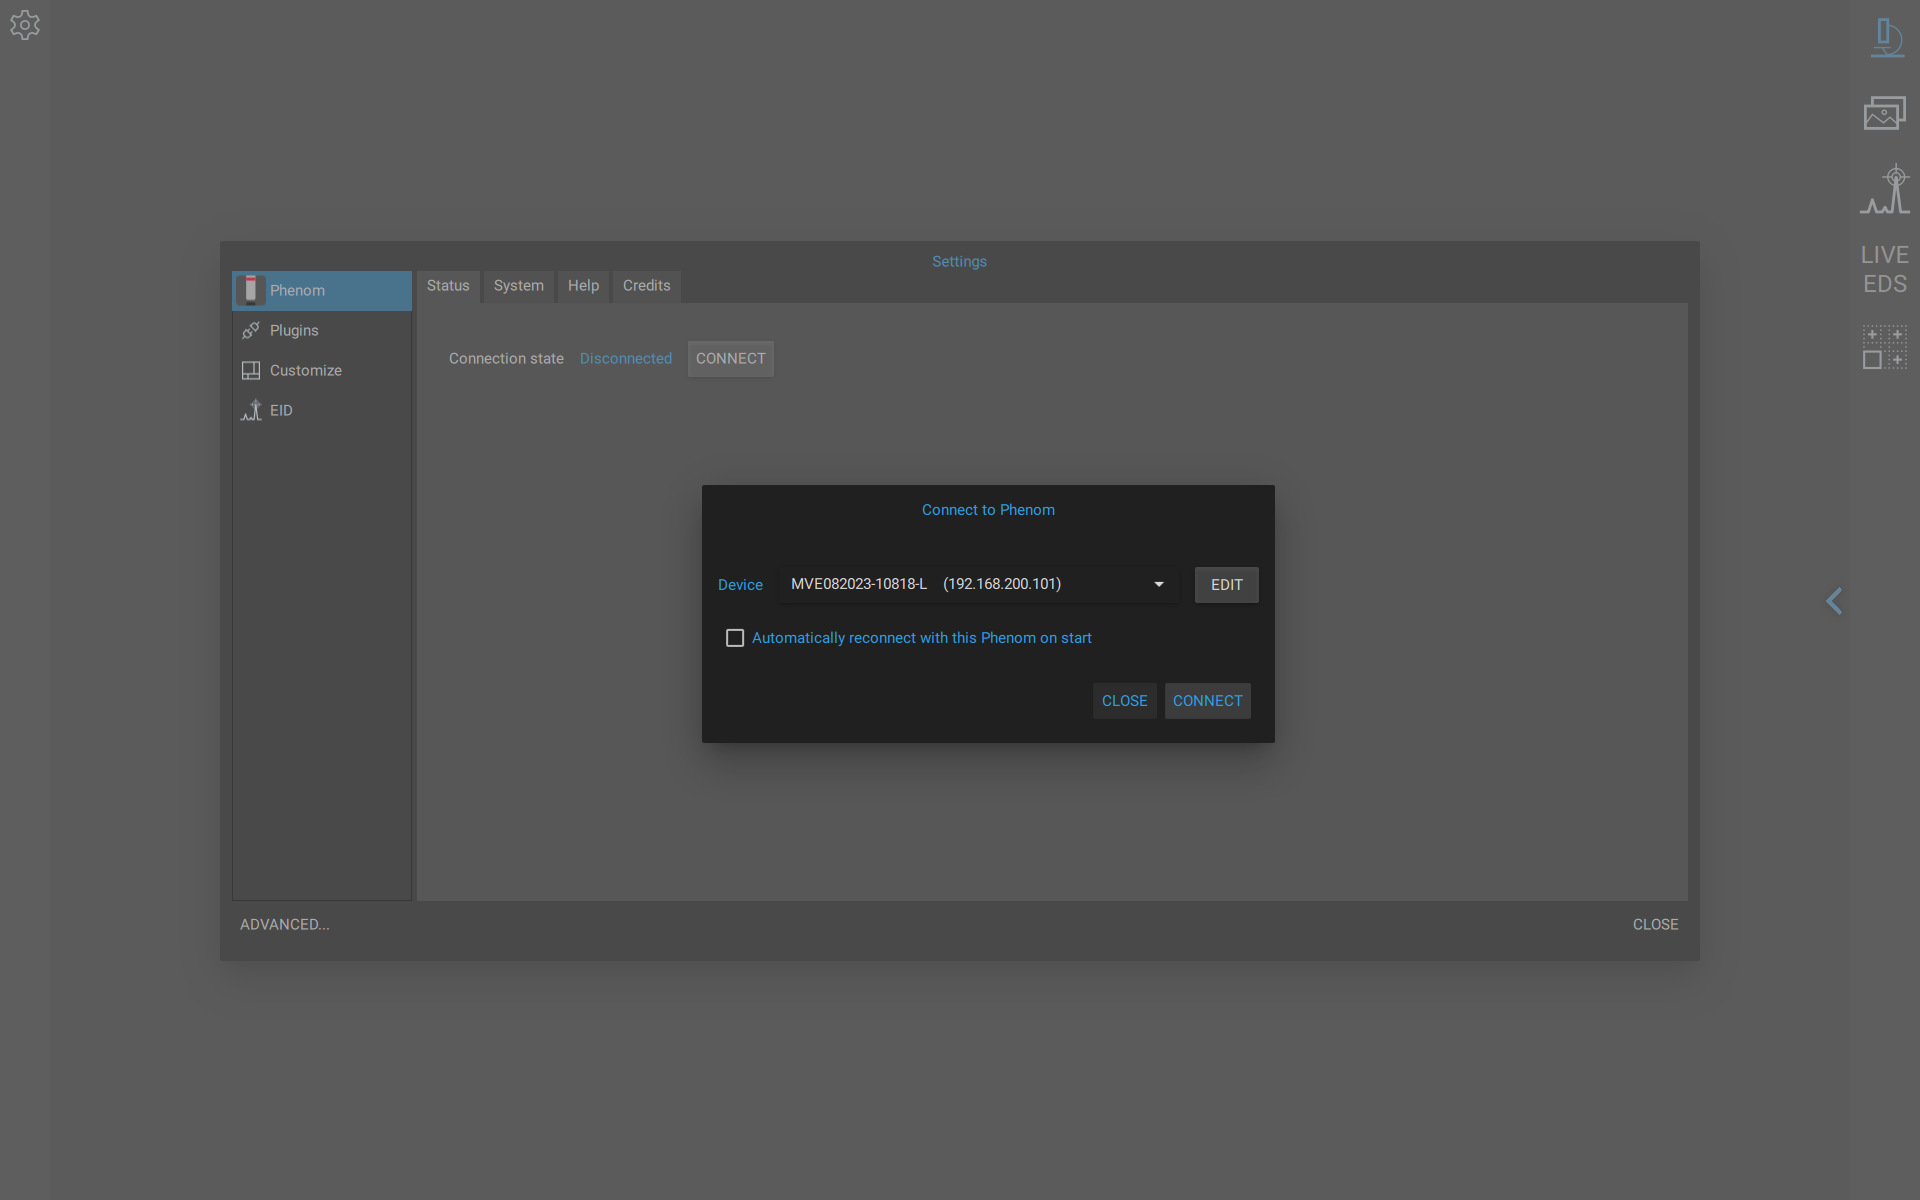 LIVE
EDS
Settings
Phenom
Plugins
Customize
EID
Status
System
Help
Credits
Connection state
Disconnected
CONNECT
Connect to Phenom
Device
MVE082023-10818-L (192.168.200.101)
EDIT
Automatically reconnect with this Phenom on start
CLOSE
CONNECT
ADVANCED...
CLOSE